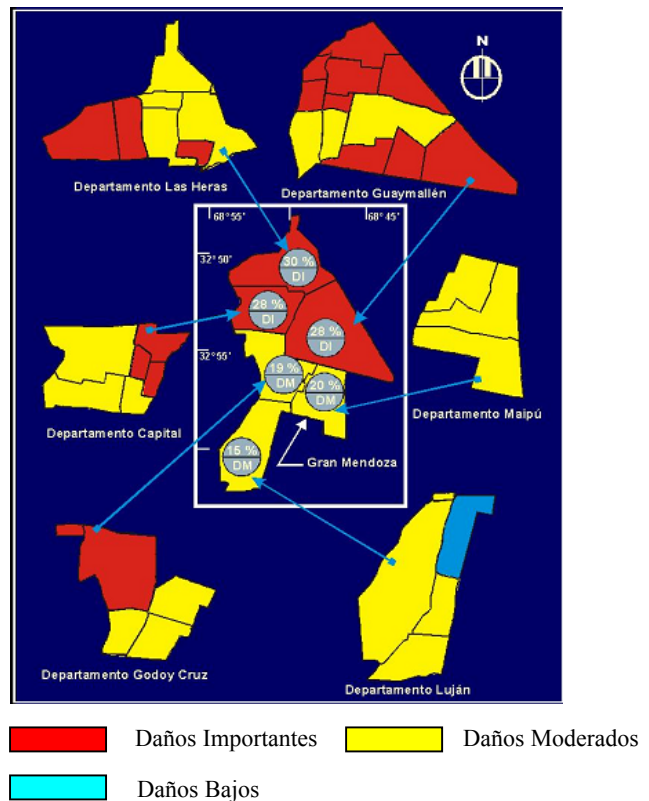 N
Departamento Las Heras
Departamento Guaymallén
68 55'
68 45'
32 50'
30 %
DI
28 %
DI
28 %
DI
32 55'
19 %
DM
20 %
DM
Departamento Capital
Departamento Maipú
15 %
DM
Gran Mendoza
Departamento Godoy Cruz
Departamento Luján
Daños Importantes
Daños Moderados
Daños Bajos